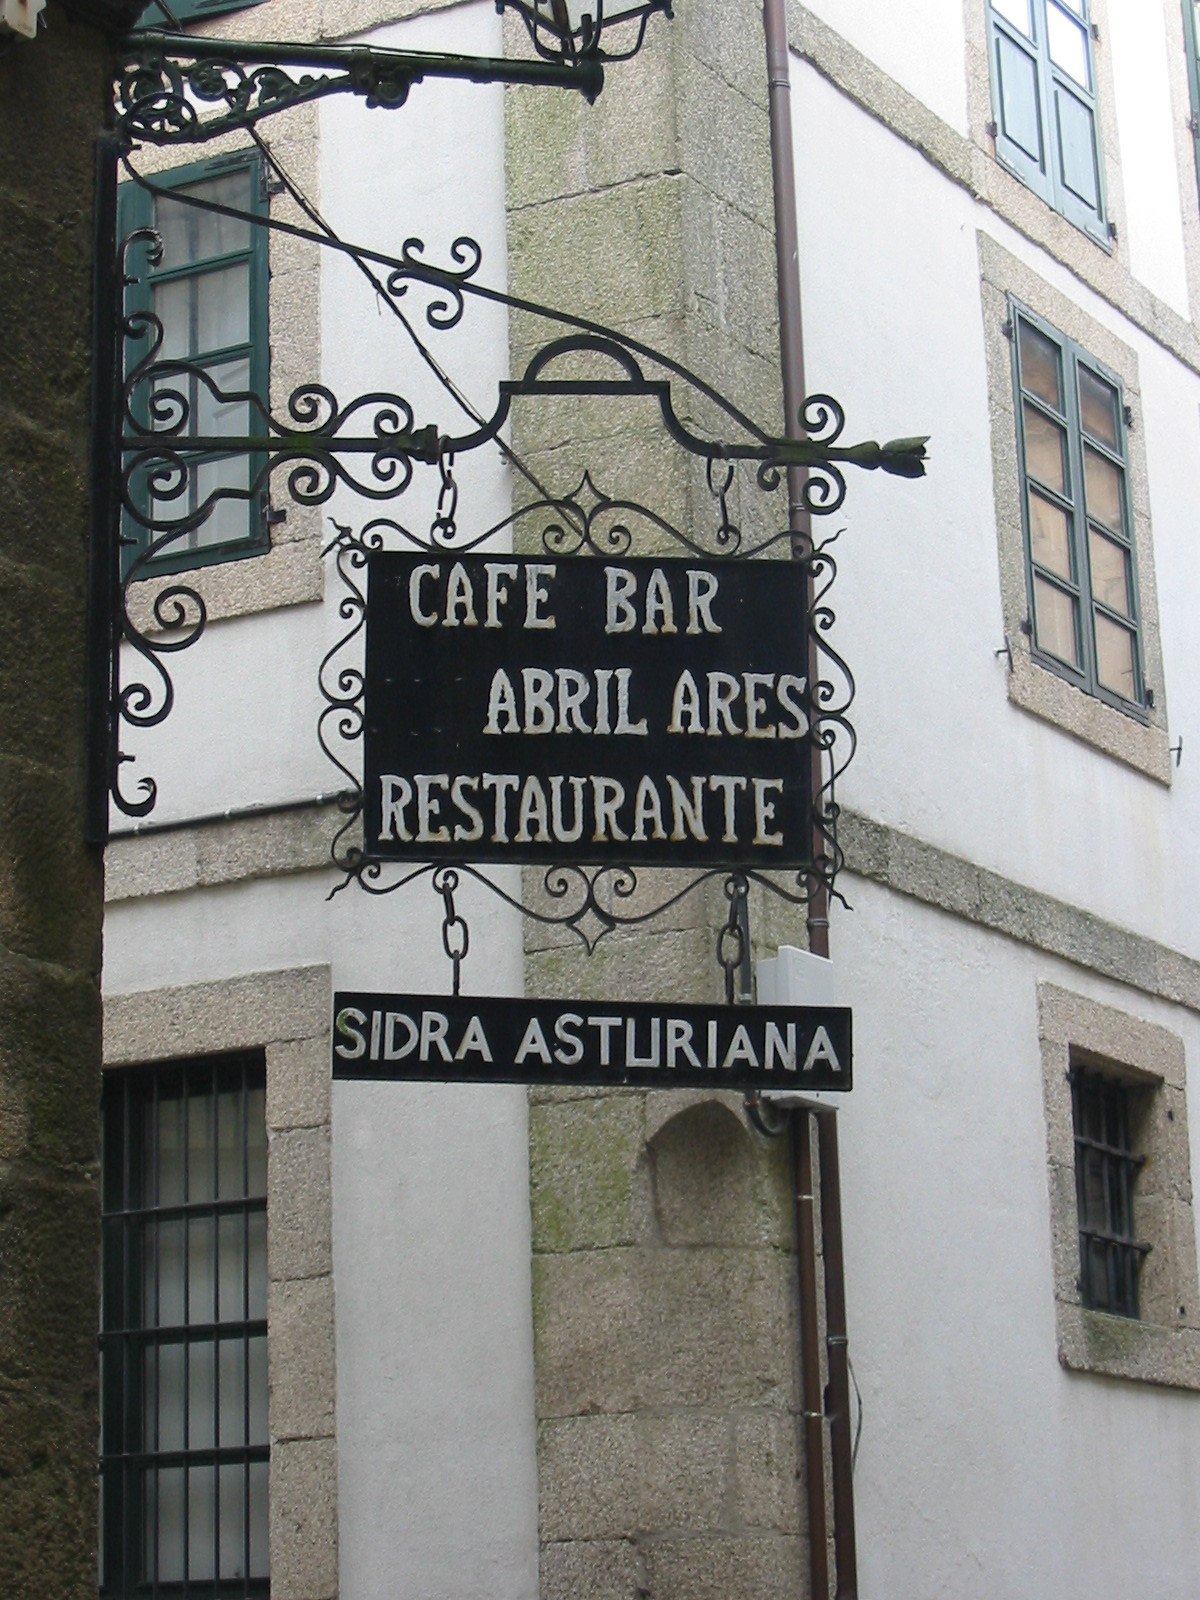 CAFE BAR
ABRIL ARES
RESTAURANTE
SIDRA ASTURIANA